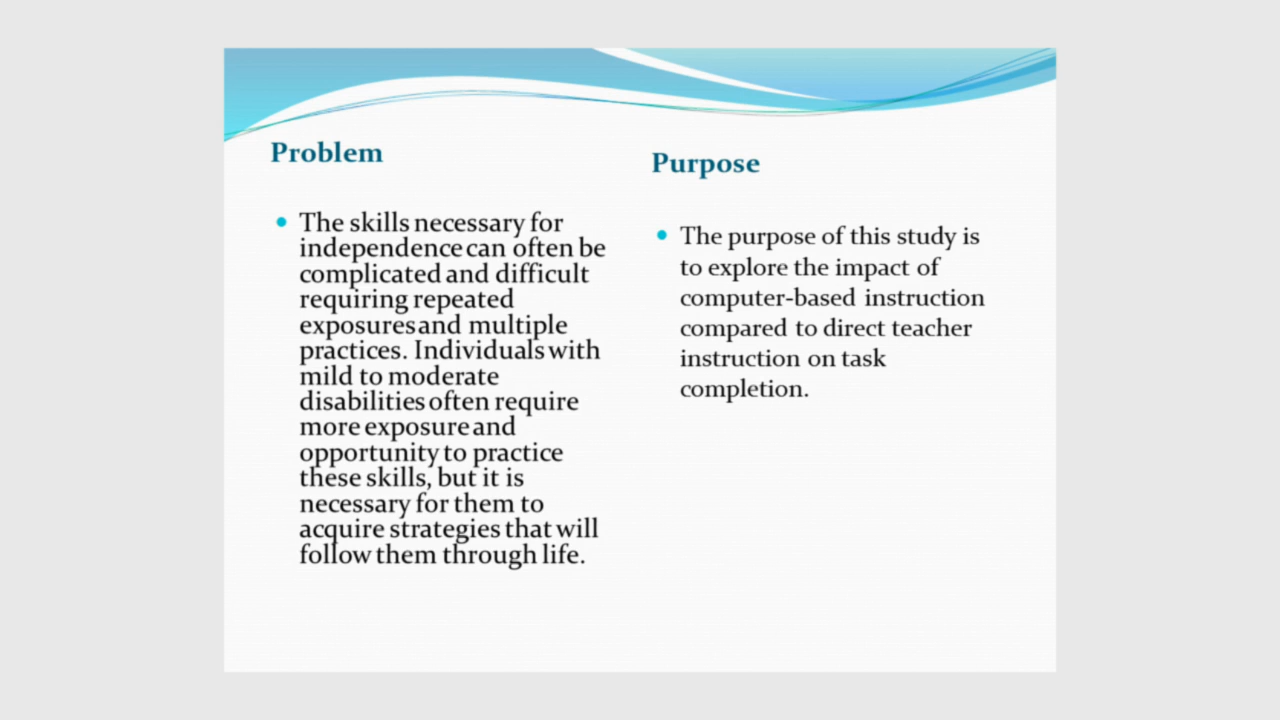 Problem
The skills necessary for
independence can often be
complicated and difficult
requiring repeated
exposures and multiple
practices. Individuals with
mild to moderate
disabilities often require
more exposure and
opportunity to practice
these skills, but it is
necessary for them to
acquire strategies that will
follow them through life.
Purpose
The purpose of this study is
to explore the impact of
computer-based instruction
compared to direct teacher
instruction on task
completion.